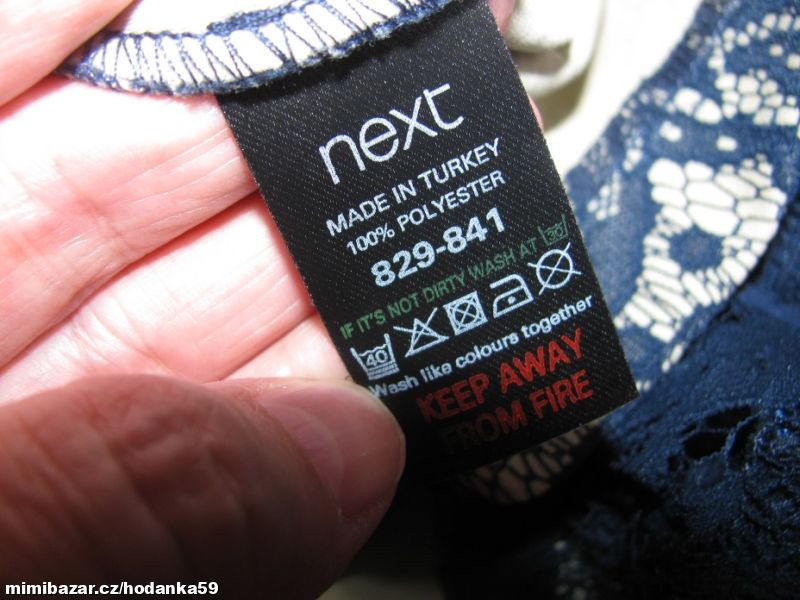 next
MADE IN TURKEY
100% POLYESTER
829-841
IF IT'S NOT DIRTY WASH AT 30
40
Wash like colours together
KEEP AWAY
FROM FIRE
mimibazar.cz/hodanka59